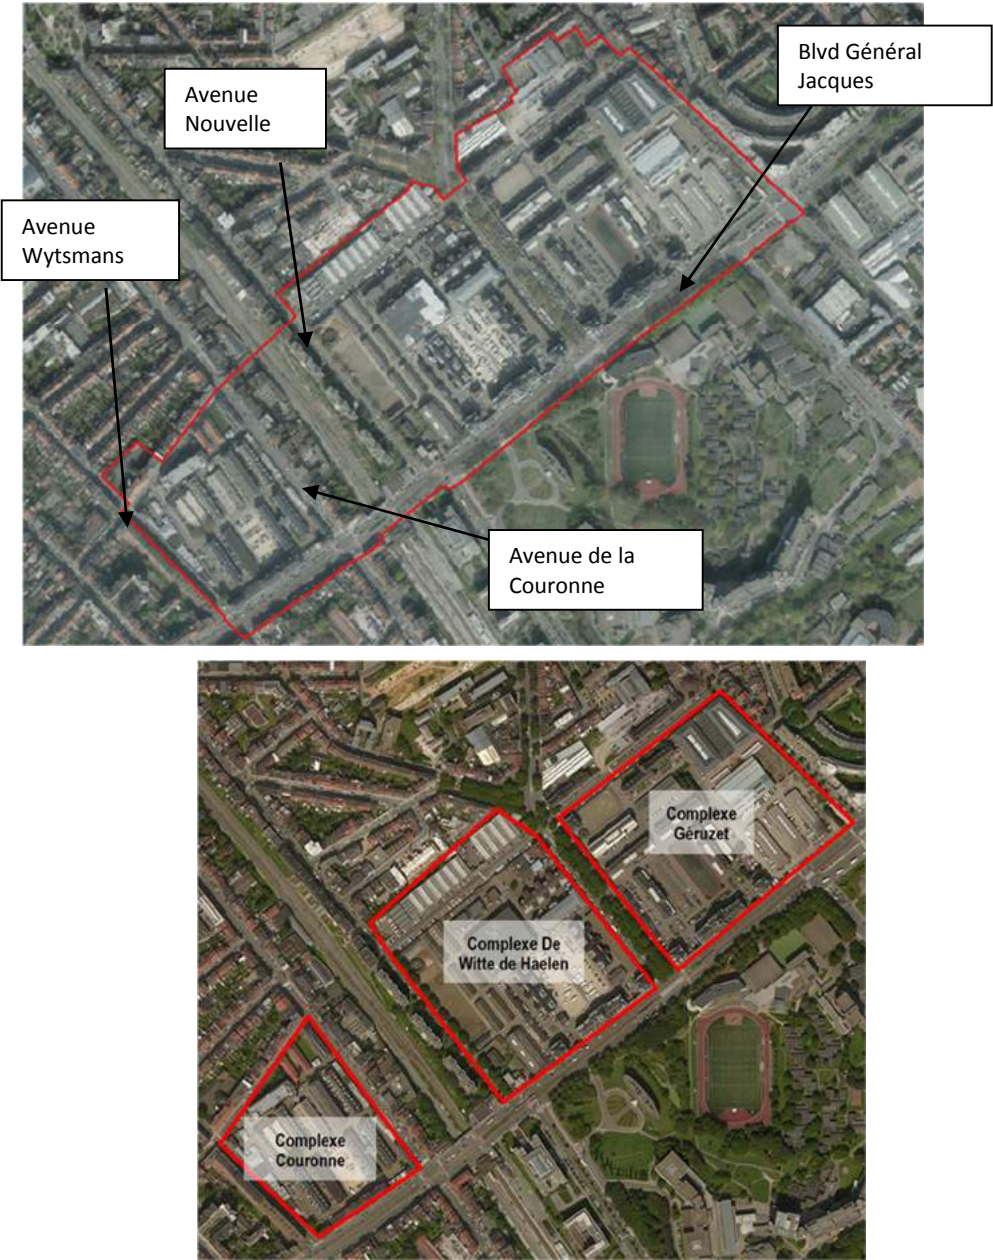 Blvd Général
Jacques
Avenue
Nouvelle
Avenue
Wytsmans
Avenue de la
Couronne
Complexe
Géruzet
Complexe De
Witte de Haelen
Complexe
Couronne